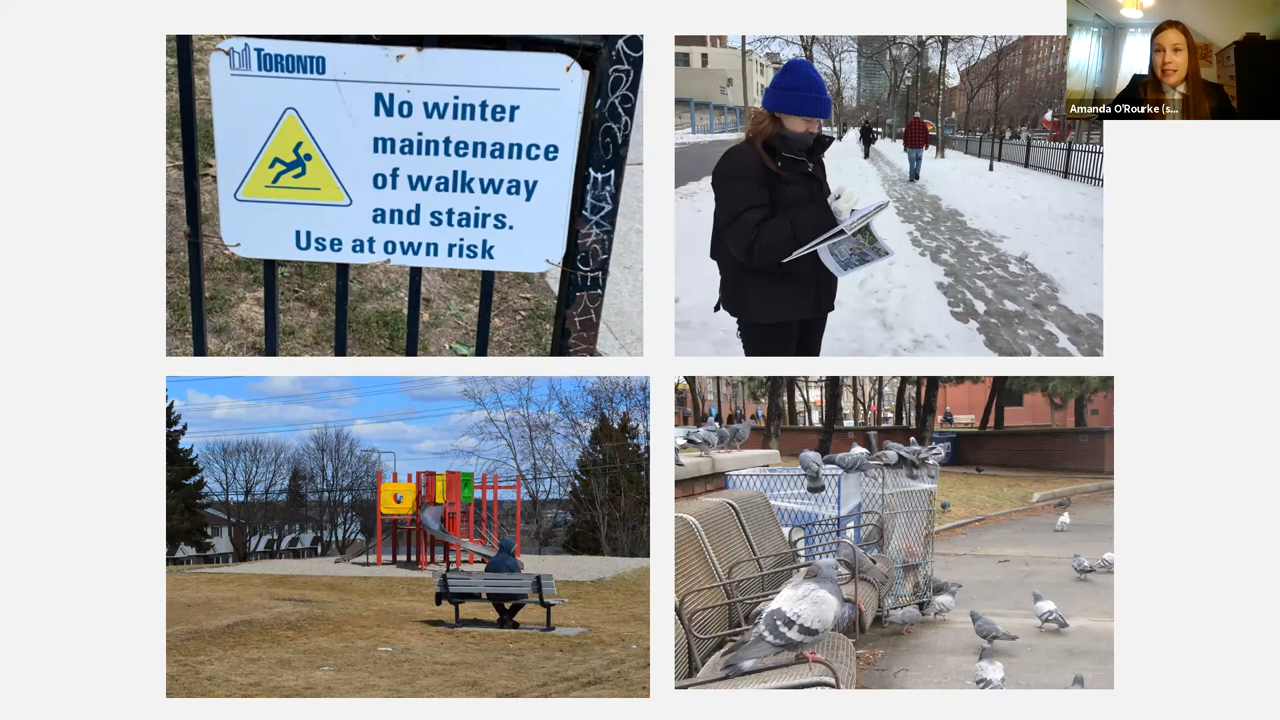 TORONTO
No winter
maintenance
of walkway
and stairs.
Use at own risk
Amanda O'Rourke (s...